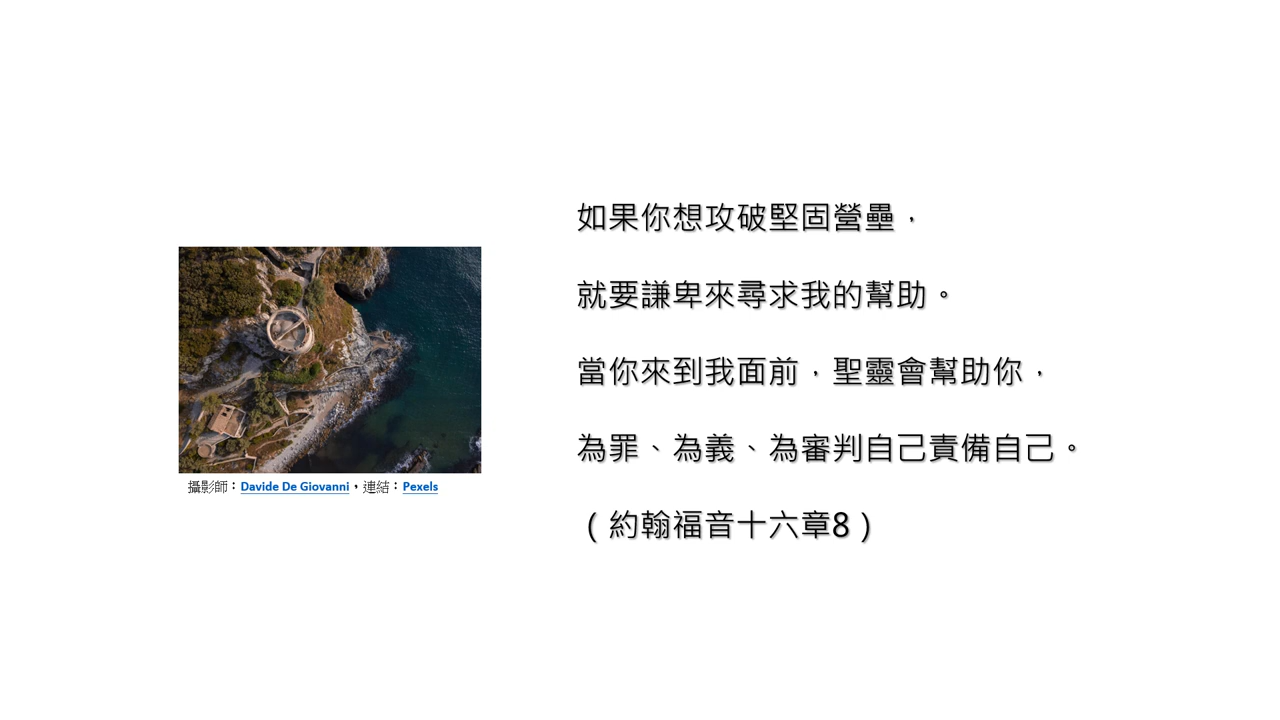 如果你想攻破堅固營壘，
就要謙卑來尋求我的幫助。
當你來到我面前，聖靈會幫助你，
為罪、為義、為審判自己責備自己。
（約翰福音十六章8）
攝影師：Davide De Giovanni，連結：Pexels